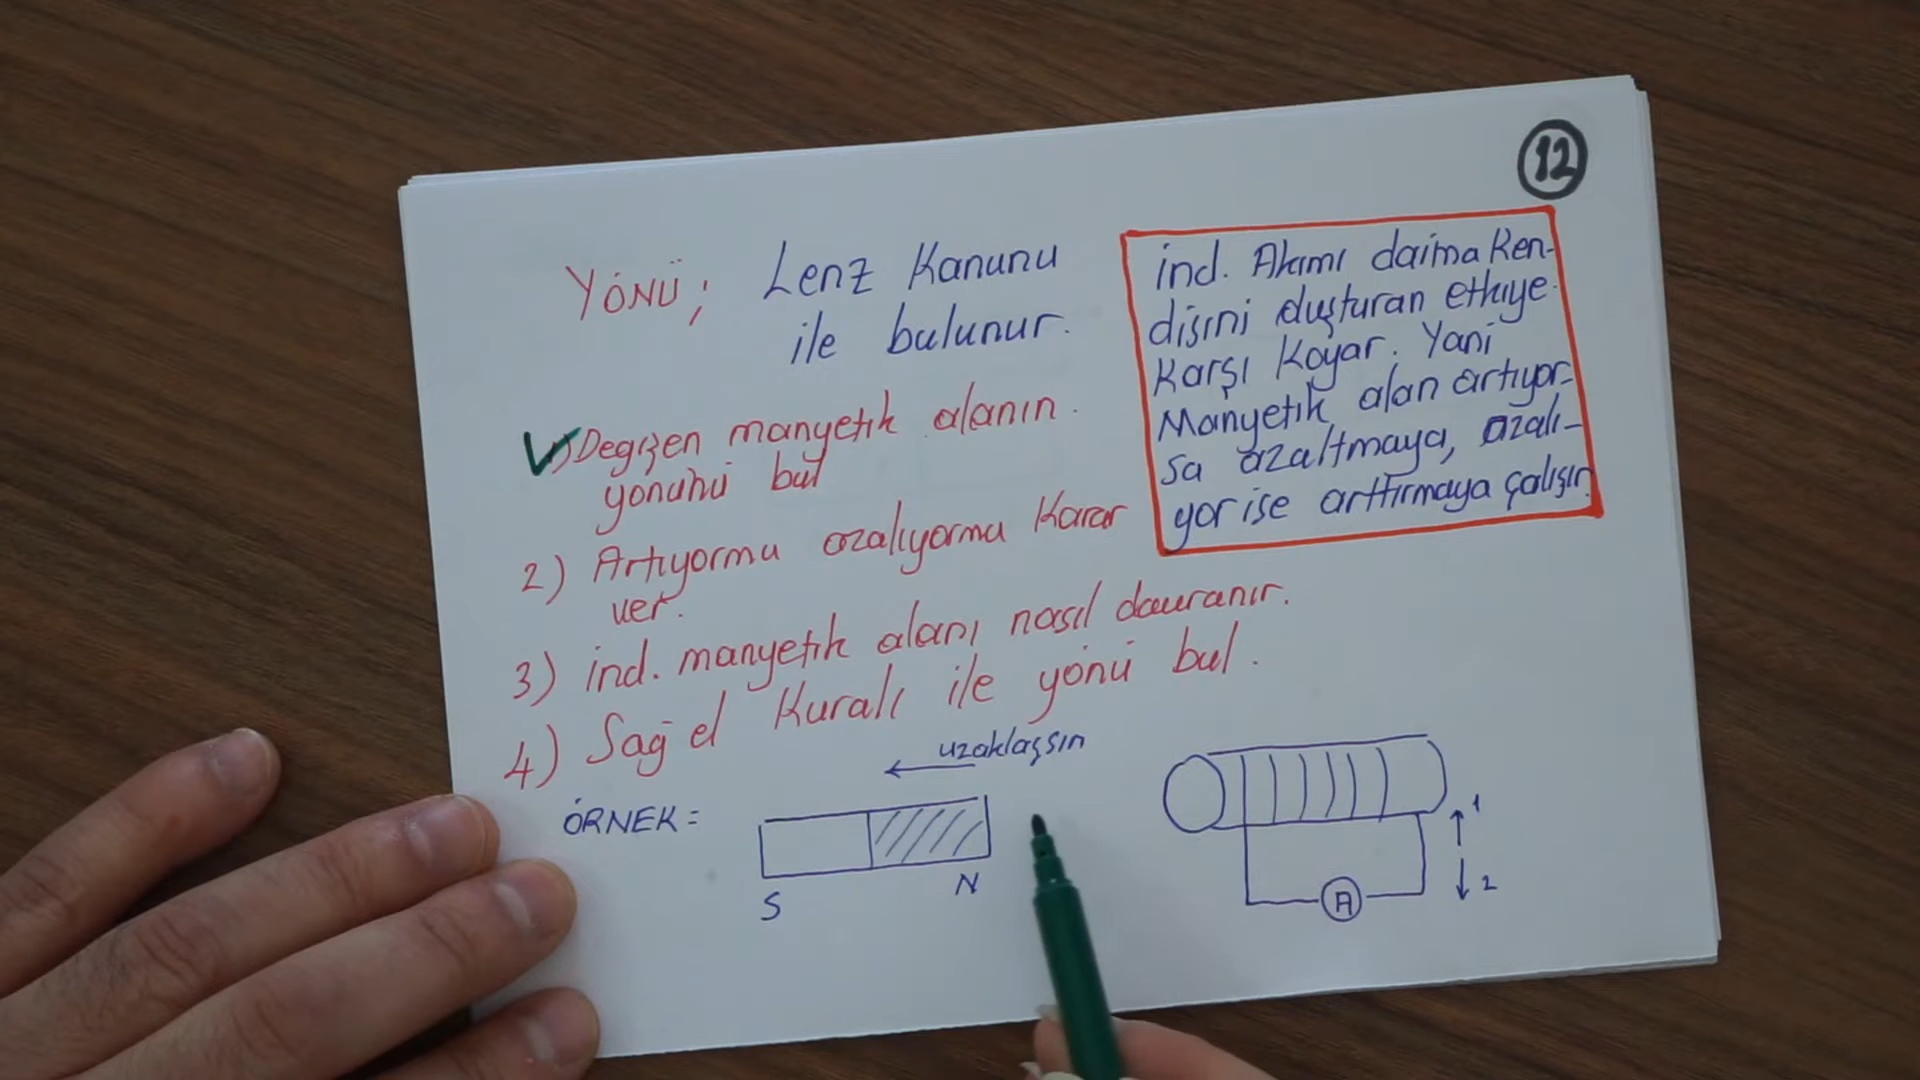 12
YÖNÜ; Lenz Kanunu
ile bulunur.
1) Değişen manyetik alanın
yönünü bul
2) Artıyormu azalıyormu Karar
ver.
3) ind. manyetik alanı nasıl davranır.
4) Sağ el Kuralı ile yönü bul.
ind. Akımı daima Ken-
disini duşturan etkiye
Karşı Koyar. Yani
Manyetik alan artıyor-
sa azaltmaya, azalı-
yor ise arttırmaya çalışır.
ÖRNEK=
uzaklaşsın
S
N
A
1
2